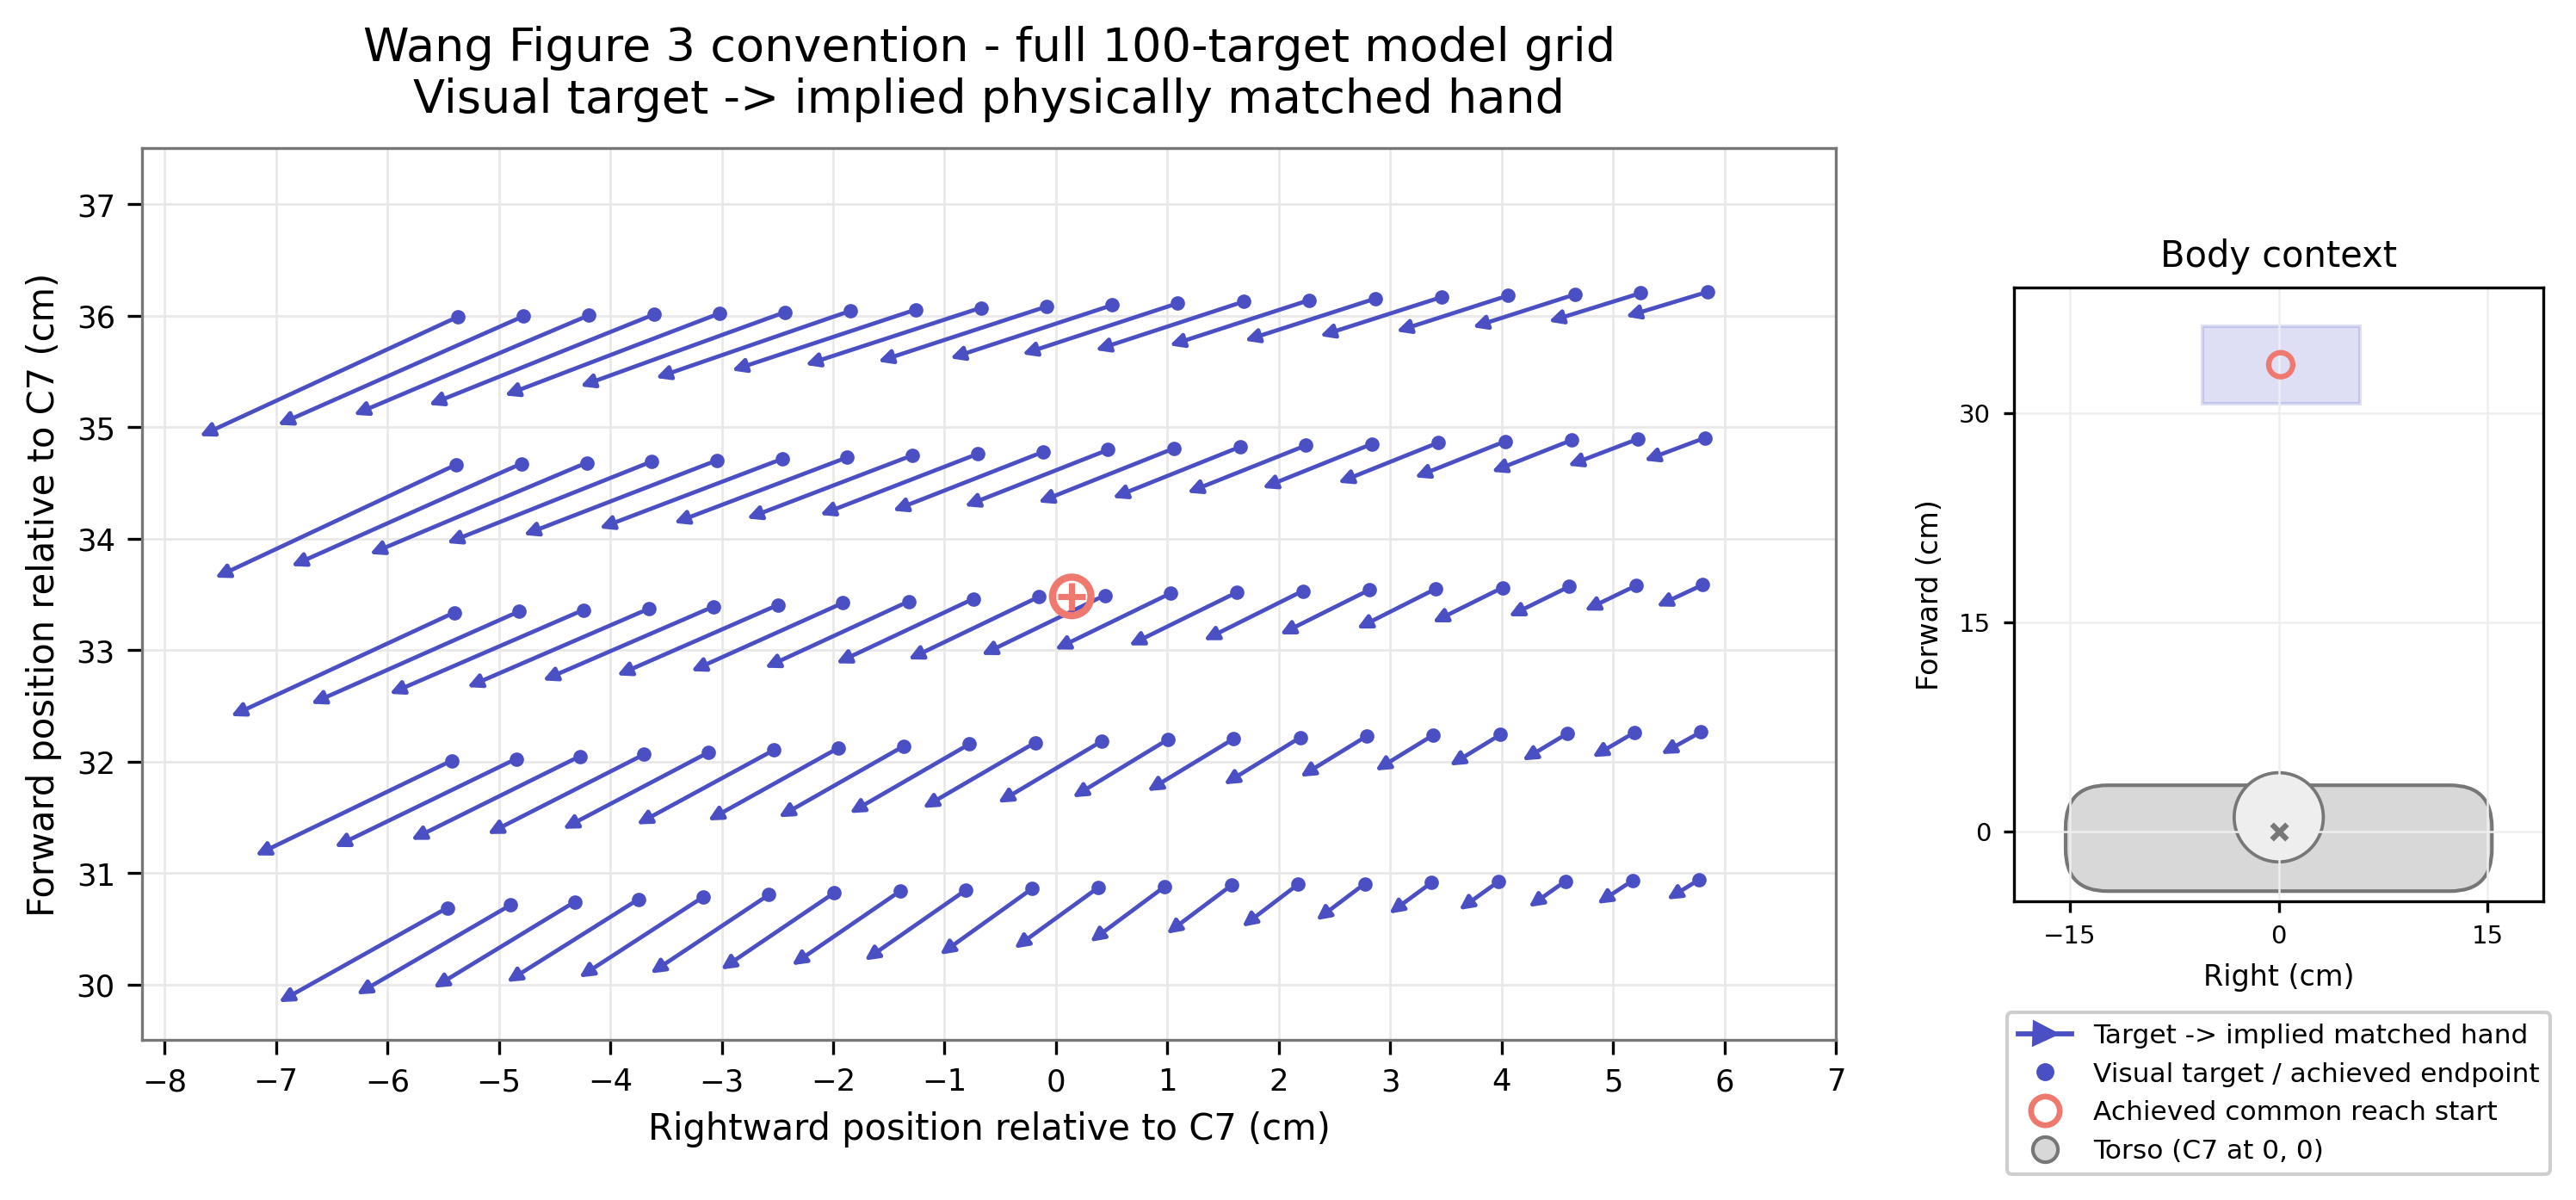 Wang Figure 3 convention - full 100-target model grid
Visual target -> implied physically matched hand
Forward position relative to C7 (cm)
37
36
35
34
33
32
31
30
−8 −7 −6 −5 −4 −3 −2 −1 0 1 2 3 4 5 6 7
Rightward position relative to C7 (cm)
Body context
Forward (cm)
30
15
0
−15 0 15
Right (cm)
Target -> implied matched hand
Visual target / achieved endpoint
Achieved common reach start
Torso (C7 at 0, 0)